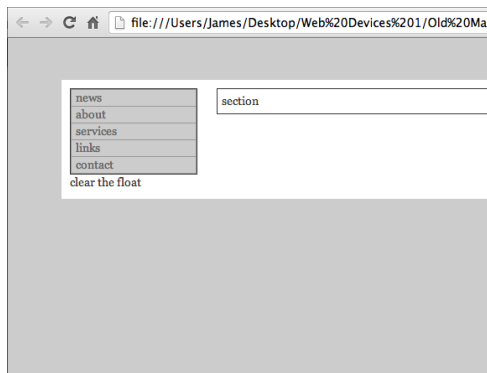 file:///Users/James/Desktop/Web%20Devices%201/Old%20Ma
news
about
services
links
contact
clear the float
section